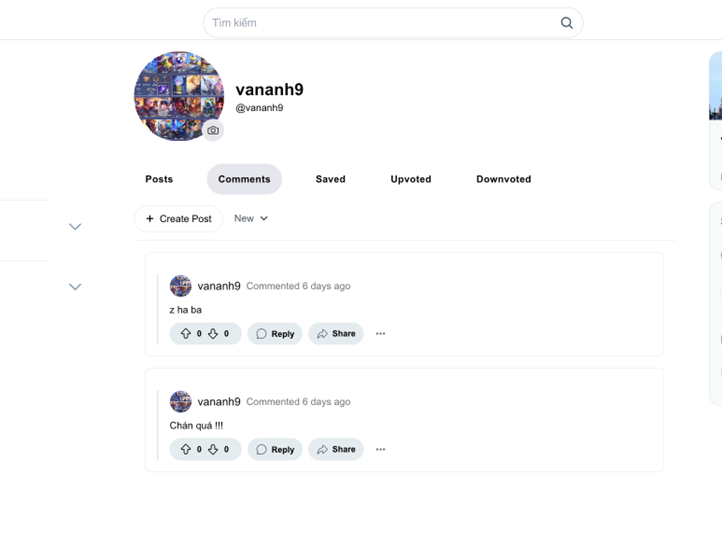 Tìm kiếm
vananh9
@vananh9
Posts Comments Saved Upvoted Downvoted
+ Create Post New
vananh9 Commented 6 days ago
z ha ba
0 0 Reply Share ...
vananh9 Commented 6 days ago
Chán quá !!!
0 0 Reply Share ...